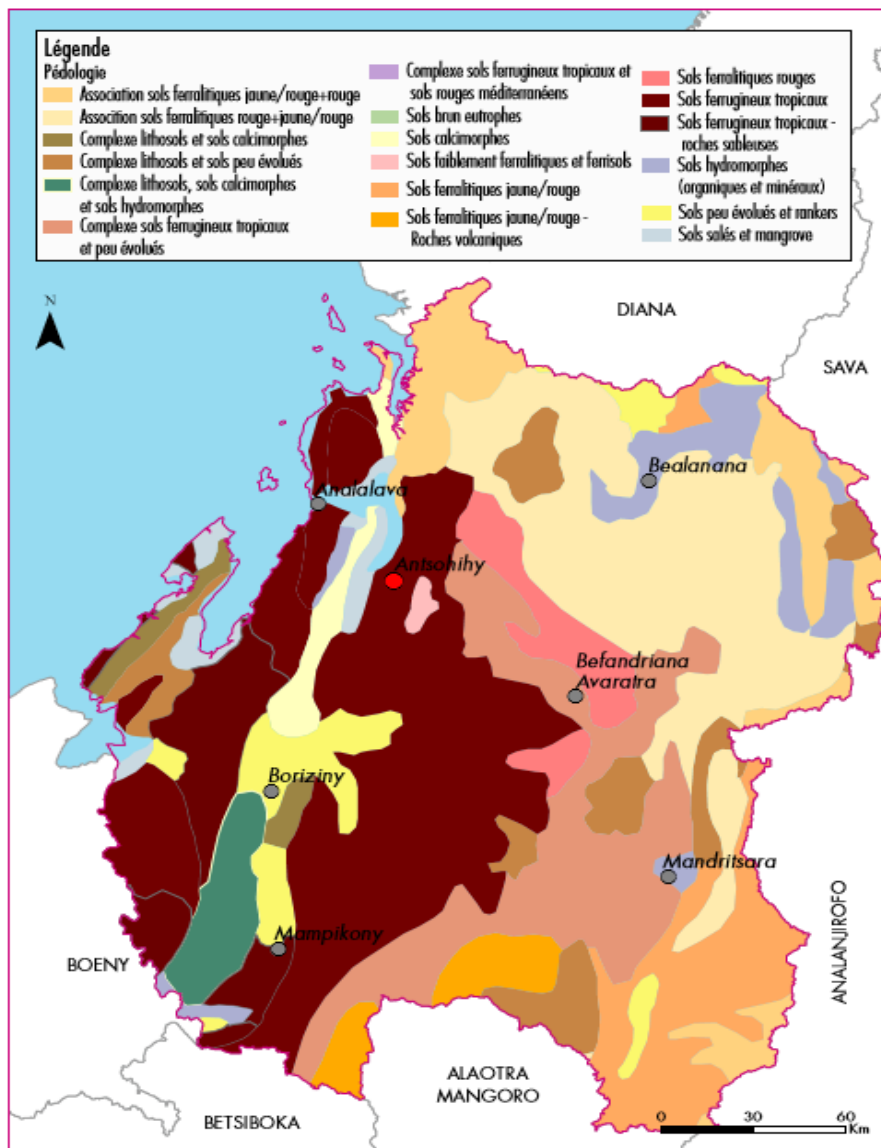 Légende
Pédologie
Association sols ferralitiques jaune/rouge+rouge
Assocition sols ferralitiques rouge+jaune/rouge
Complexe lithosols et sols calcimorphes
Complexe lithosols et sols peu évolués
Complexe lithosols, sols calcimorphes
et sols hydromorphes
Complexe sols ferrugineux tropicaux
et peu évolués
Complexe sols ferrugineux tropicaux et
sols rouges méditerranéens
Sols brun eutrophes
Sols calcimorphes
Sols faiblement ferralitiques et ferrisols
Sols ferralitiques jaune/rouge
Sols ferralitiques jaune/rouge -
Roches volcaniques
Sols ferralitiques rouges
Sols ferrugineux tropicaux
Sols ferrugineux tropicaux -
roches sableuses
Sols hydromorphes
(organiques et minéraux)
Sols peu évolués et rankers
Sols salés et mangrove
N
DIANA
SAVA
Bealanana
Analalava
Antsohihy
Befandriana
Avaratra
Boriziny
Mandritsara
Mampikony
BOENY
ANALANJIROFO
ALAOTRA
MANGORO
BETSIBOKA
0 30 60
Km